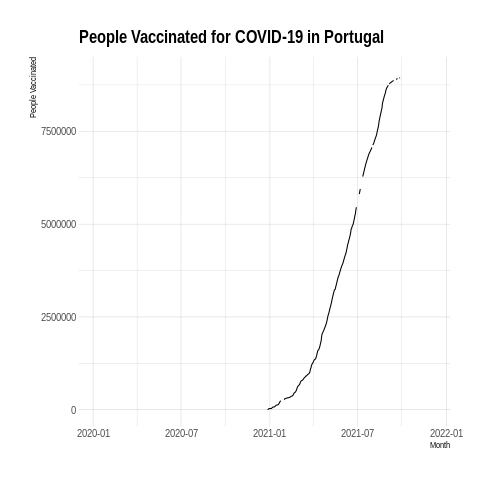 People Vaccinated for COVID-19 in Portugal
People Vaccinated
7500000
5000000
2500000
0
2020-01 2020-07 2021-01 2021-07 2022-01
Month